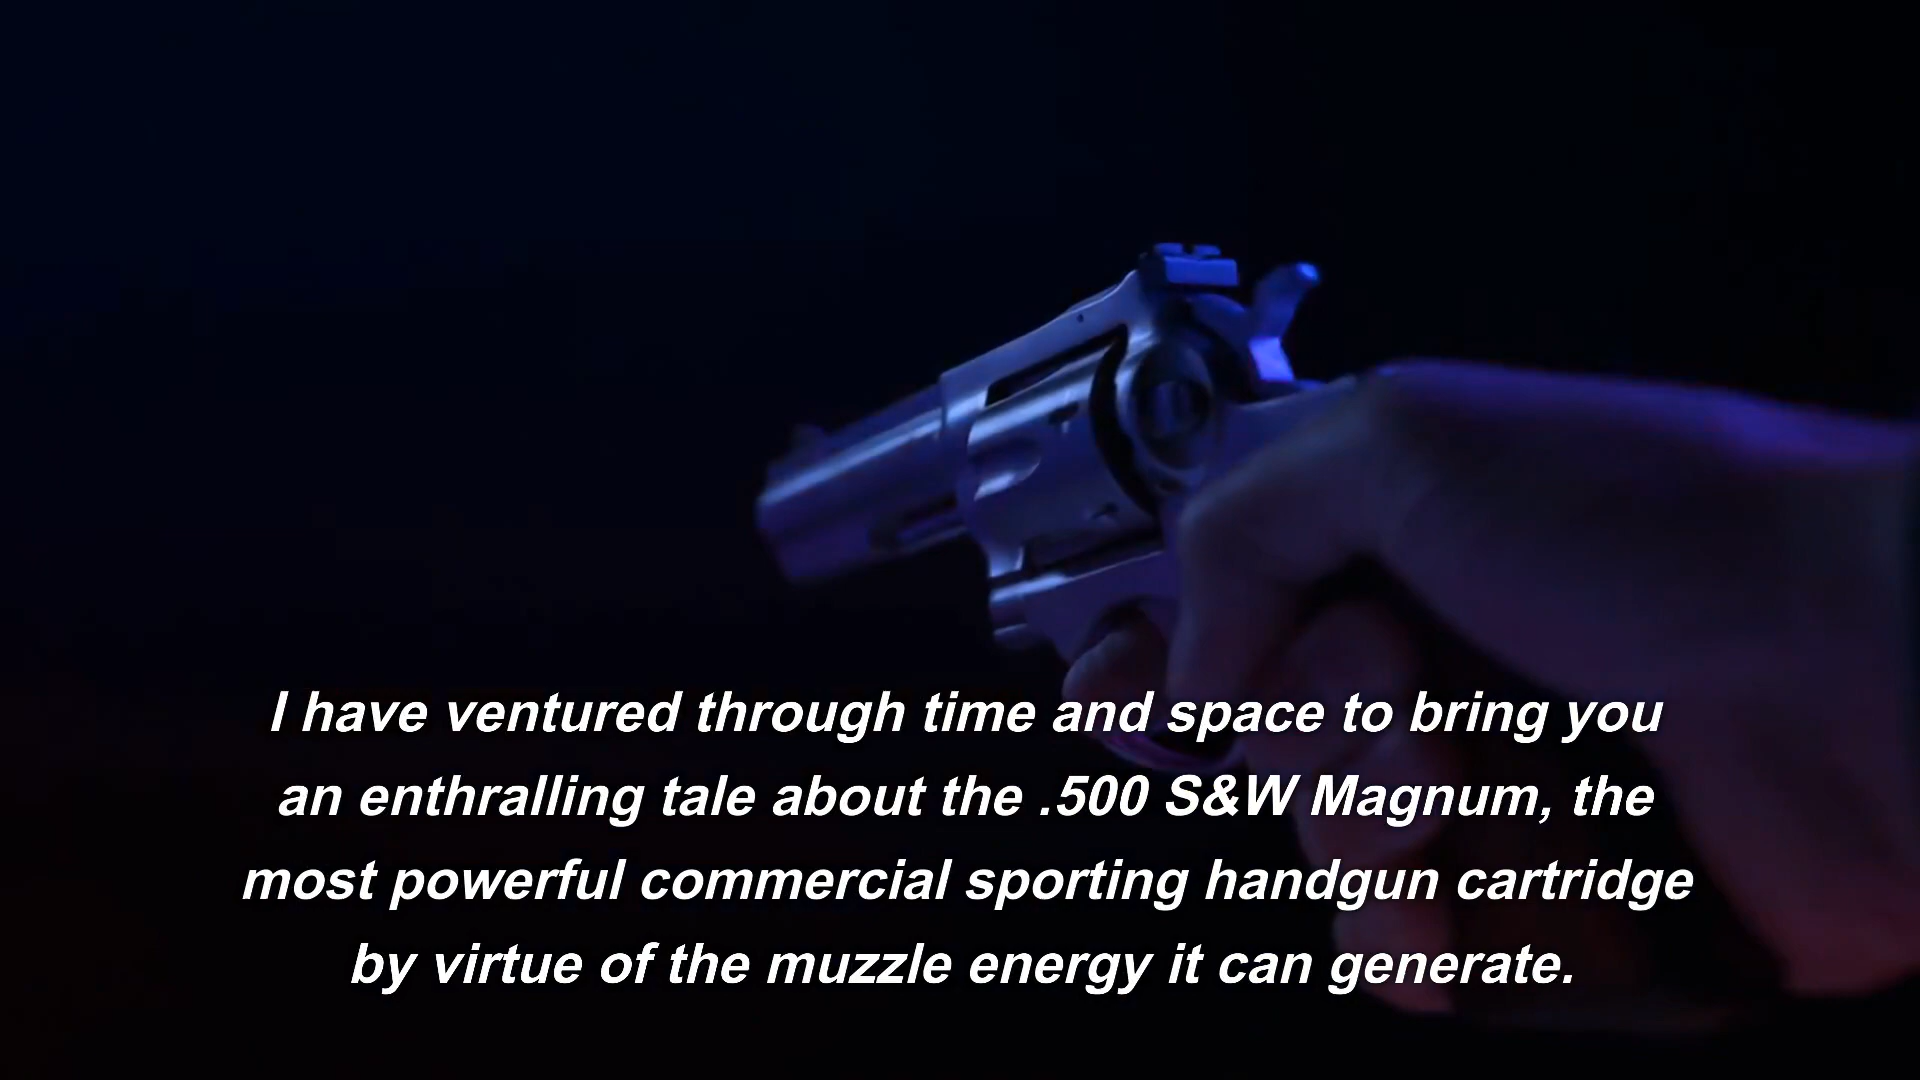 I have ventured through time and space to bring you
an enthralling tale about the .500 S&W Magnum, the
most powerful commercial sporting handgun cartridge
by virtue of the muzzle energy it can generate.